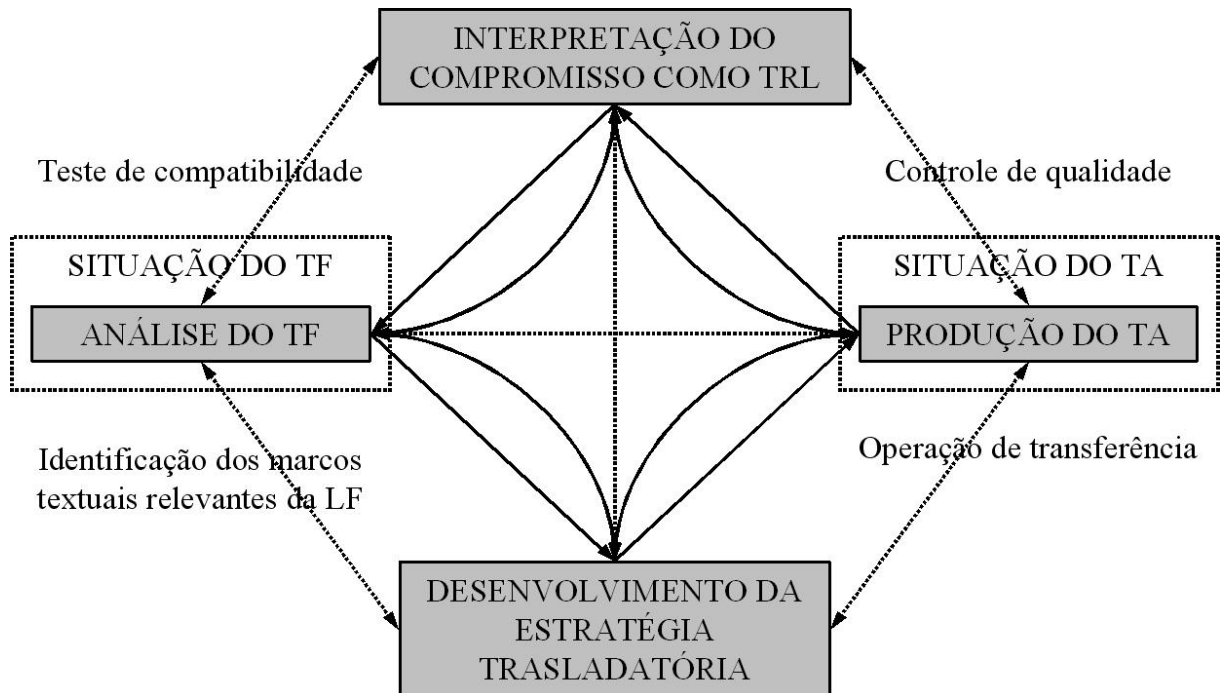 INTERPRETAÇÃO DO
COMPROMISSO COMO TRL
Teste de compatibilidade
Controle de qualidade
SITUAÇÃO DO TF
SITUAÇÃO DO TA
ANÁLISE DO TF
PRODUÇÃO DO TA
Identificação dos marcos
textuais relevantes da LF
Operação de transferência
DESENVOLVIMENTO DA
ESTRATÉGIA
TRASLADATÓRIA